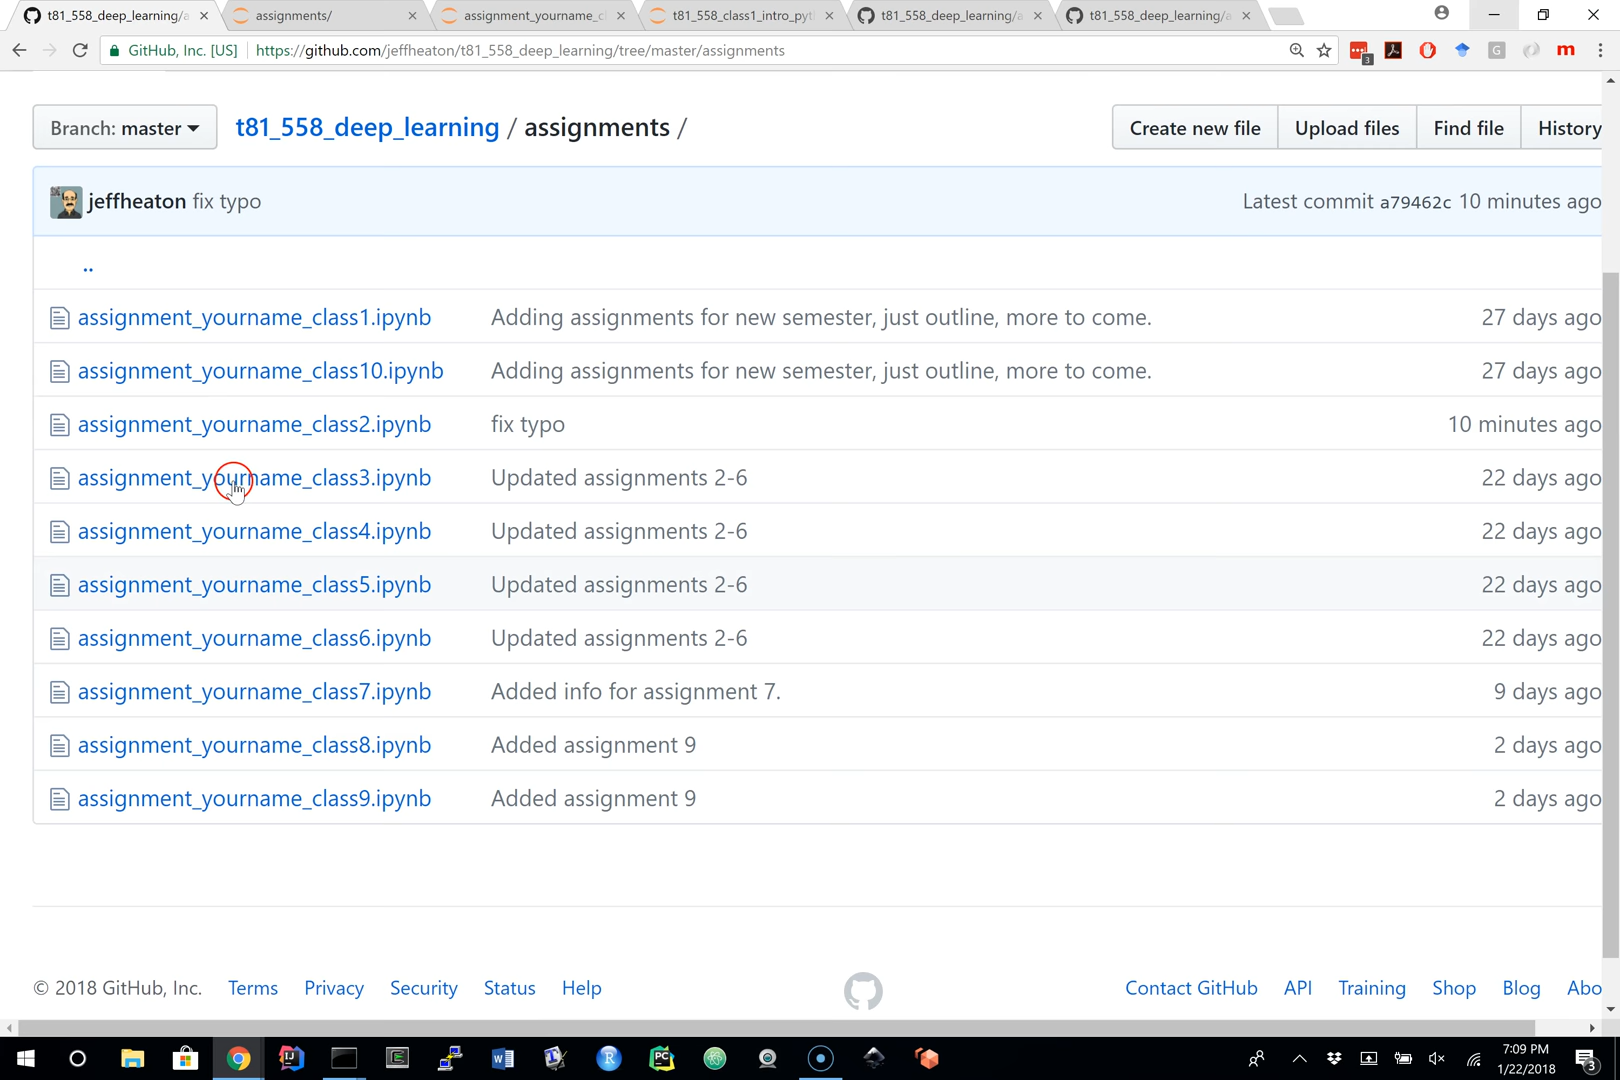 t81_558_deep_learning/a
assignments/
assignment_yourname_c
t81_558_class1_intro_pyt
t81_558_deep_learning/a
t81_558_deep_learning/a
GitHub, Inc. [US]
https://github.com/jeffheaton/t81_558_deep_learning/tree/master/assignments
3
G
m
Branch: master
t81_558_deep_learning / assignments /
Create new file
Upload files
Find file
History
jeffheaton fix typo
Latest commit a79462c 10 minutes ago
..
assignment_yourname_class1.ipynb Adding assignments for new semester, just outline, more to come. 27 days ago
assignment_yourname_class10.ipynb Adding assignments for new semester, just outline, more to come. 27 days ago
assignment_yourname_class2.ipynb fix typo 10 minutes ago
assignment_yourname_class3.ipynb Updated assignments 2-6 22 days ago
assignment_yourname_class4.ipynb Updated assignments 2-6 22 days ago
assignment_yourname_class5.ipynb Updated assignments 2-6 22 days ago
assignment_yourname_class6.ipynb Updated assignments 2-6 22 days ago
assignment_yourname_class7.ipynb Added info for assignment 7. 9 days ago
assignment_yourname_class8.ipynb Added assignment 9 2 days ago
assignment_yourname_class9.ipynb Added assignment 9 2 days ago
© 2018 GitHub, Inc. Terms Privacy Security Status Help
Contact GitHub API Training Shop Blog Abo
IJ
W
R
PC
7:09 PM
1/22/2018
3